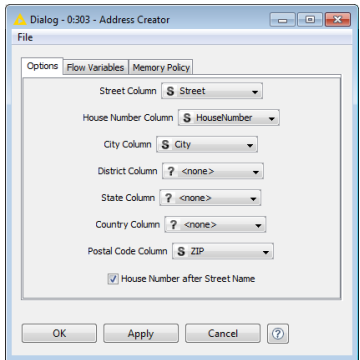 Dialog - 0:303 - Address Creator
File
Options Flow Variables Memory Policy
Street Column S Street
House Number Column S HouseNumber
City Column S City
District Column ? <none>
State Column ? <none>
Country Column ? <none>
Postal Code Column S ZIP
House Number after Street Name
OK Apply Cancel ?